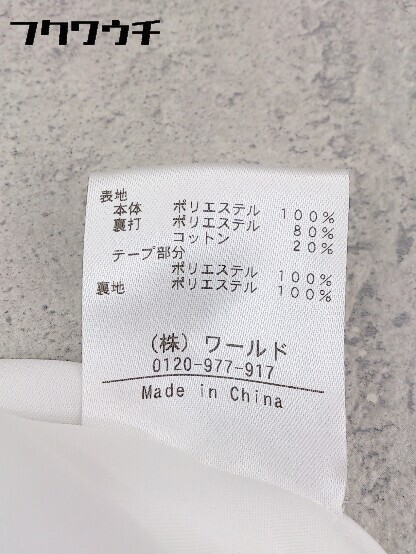 フクワウチ
表地
本体 ポリエステル 100%
裏打 ポリエステル 80%
コットン 20%
テープ部分
ポリエステル 100%
裏地 ポリエステル 100%
(株) ワールド
0120-977-917
Made in China